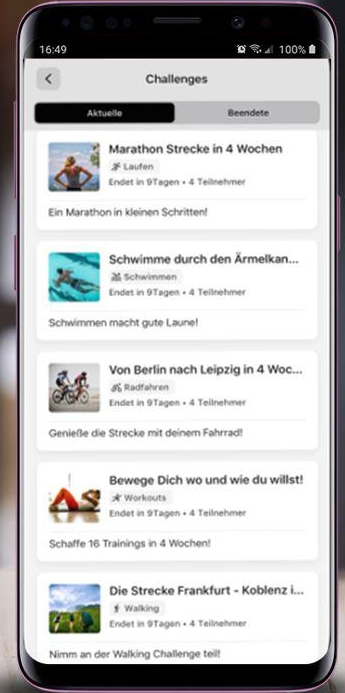 16:49
100%
Challenges
Aktuelle
Beendete
Marathon Strecke in 4 Wochen
Laufen
Endet in 9Tagen • 4 Teilnehmer
Ein Marathon in kleinen Schritten!
Schwimme durch den Ärmelkan...
Schwimmen
Endet in 9Tagen • 4 Teilnehmer
Schwimmen macht gute Laune!
Von Berlin nach Leipzig in 4 Woc...
Radfahren
Endet in 9Tagen • 4 Teilnehmer
Genieße die Strecke mit deinem Fahrrad!
Bewege Dich wo und wie du willst!
Workouts
Endet in 9Tagen • 4 Teilnehmer
Schaffe 16 Trainings in 4 Wochen!
Die Strecke Frankfurt - Koblenz i...
Walking
Endet in 9Tagen • 4 Teilnehmer
Nimm an der Walking Challenge teil!